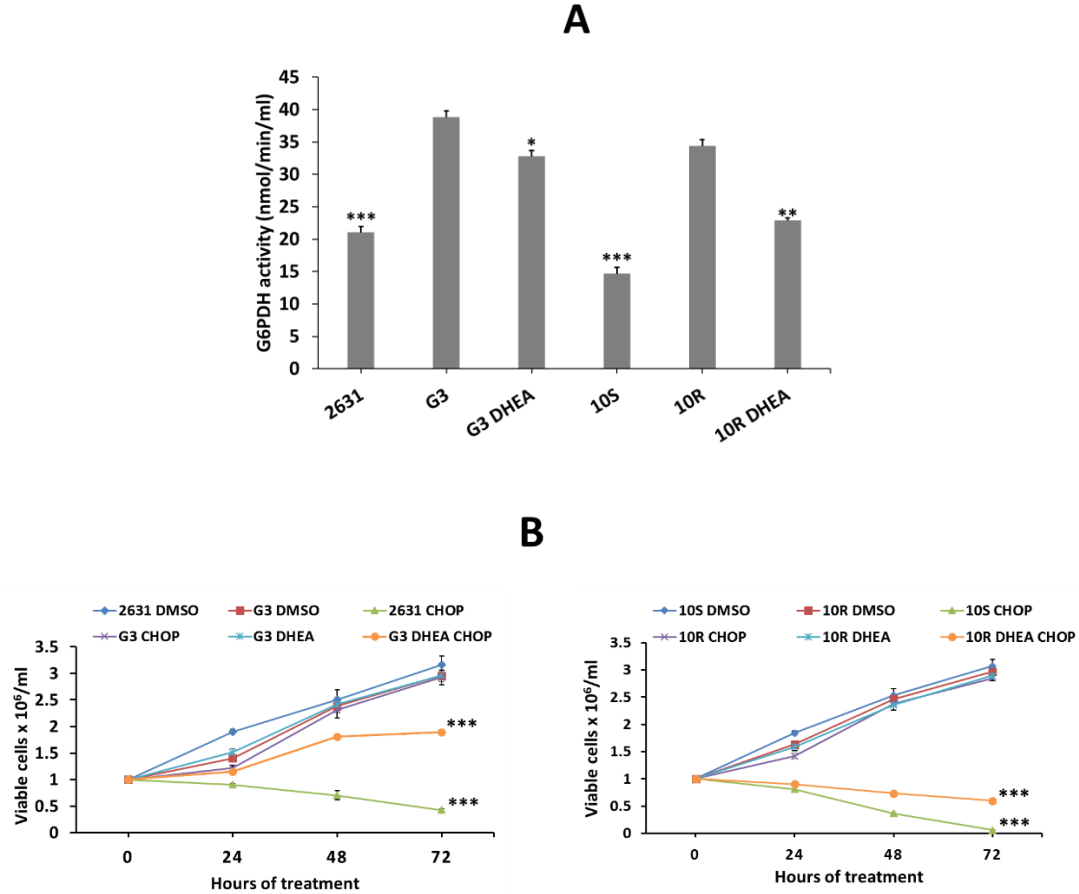 A
G6PDH activity (nmol/min/ml)
45
40
35
30
25
20
15
10
5
0
***
*
***
**
2631
G3
G3 DHEA
10S
10R
10R DHEA
B
2631 DMSO G3 DMSO 2631 CHOP
G3 CHOP G3 DHEA G3 DHEA CHOP
Viable cells x 10⁶/ml
3.5
3
2.5
2
1.5
1
0.5
0
***
***
0 24 48 72
Hours of treatment
10S DMSO 10R DMSO 10S CHOP
10R CHOP 10R DHEA 10R DHEA CHOP
Viable cells x 10⁶/ml
3.5
3
2.5
2
1.5
1
0.5
0
***
***
0 24 48 72
Hours of treatment